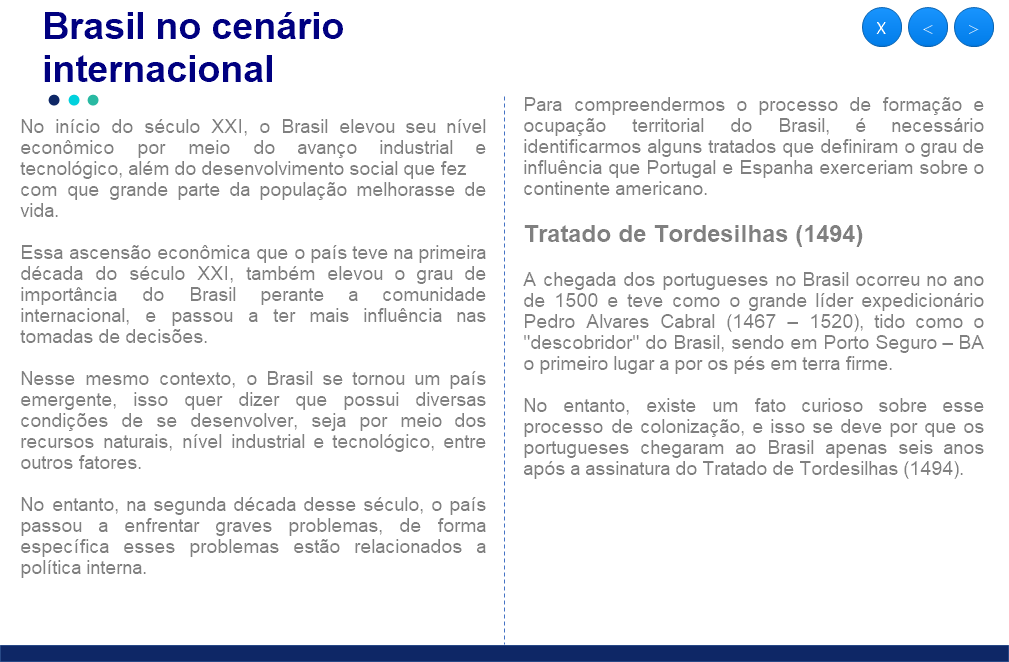 Brasil no cenário
internacional
X < >
No início do século XXI, o Brasil elevou seu nível
econômico por meio do avanço industrial e
tecnológico, além do desenvolvimento social que fez
com que grande parte da população melhorasse de
vida.
Essa ascensão econômica que o país teve na primeira
década do século XXI, também elevou o grau de
importância do Brasil perante a comunidade
internacional, e passou a ter mais influência nas
tomadas de decisões.
Nesse mesmo contexto, o Brasil se tornou um país
emergente, isso quer dizer que possui diversas
condições de se desenvolver, seja por meio dos
recursos naturais, nível industrial e tecnológico, entre
outros fatores.
No entanto, na segunda década desse século, o país
passou a enfrentar graves problemas, de forma
específica esses problemas estão relacionados a
política interna.
Para compreendermos o processo de formação e
ocupação territorial do Brasil, é necessário
identificarmos alguns tratados que definiram o grau de
influência que Portugal e Espanha exerceriam sobre o
continente americano.
Tratado de Tordesilhas (1494)
A chegada dos portugueses no Brasil ocorreu no ano
de 1500 e teve como o grande líder expedicionário
Pedro Alvares Cabral (1467 – 1520), tido como o
"descobridor" do Brasil, sendo em Porto Seguro – BA
o primeiro lugar a por os pés em terra firme.
No entanto, existe um fato curioso sobre esse
processo de colonização, e isso se deve por que os
portugueses chegaram ao Brasil apenas seis anos
após a assinatura do Tratado de Tordesilhas (1494).